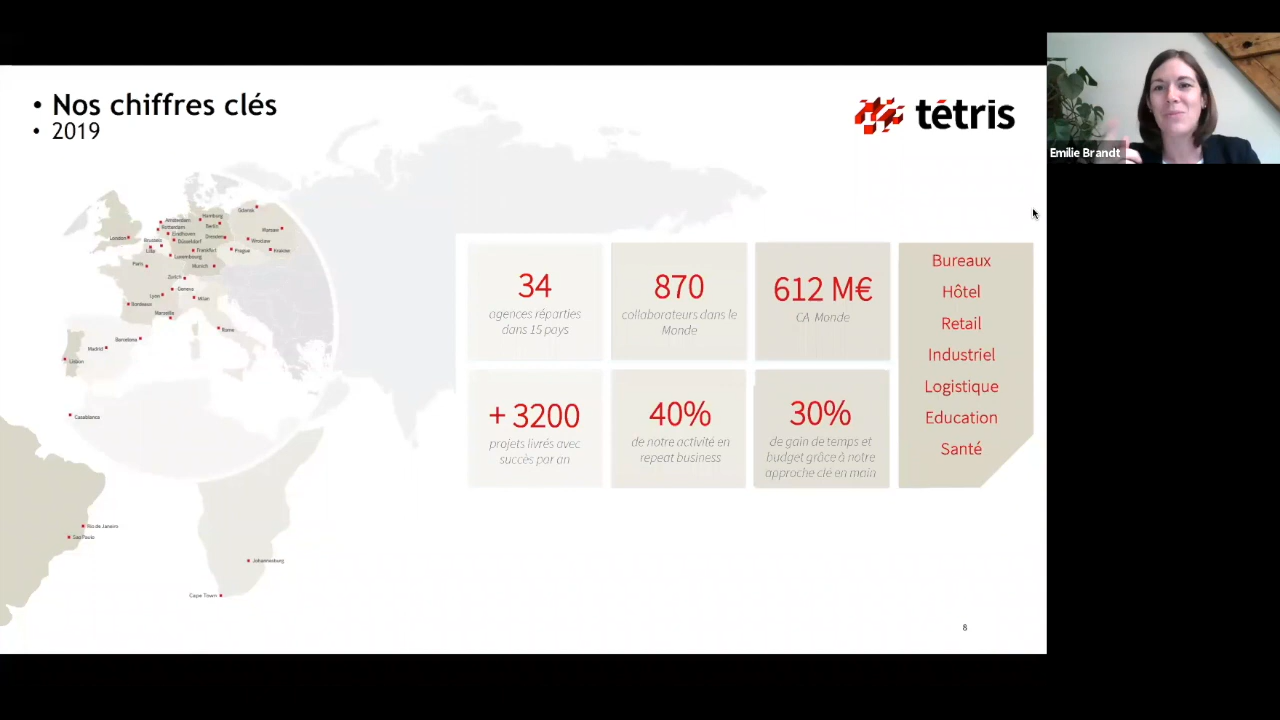 • Nos chiffres clés
• 2019
tétris
Emilie Brandt
34
agences réparties
dans 15 pays
870
collaborateurs dans le
Monde
612 M€
CA Monde
+ 3200
projets livrés avec
succès par an
40%
de notre activité en
repeat business
30%
de gain de temps et
budget grâce à notre
approche clé en main
Bureaux
Hôtel
Retail
Industriel
Logistique
Education
Santé
Gdansk
Hamburg
Amsterdam
Rotterdam
Berlin
Warsaw
Eindhoven
Dresden
London
Brussels
Düsseldorf
Wroclaw
Lille
Frankfurt
Prague
Krakow
Luxembourg
Paris
Munich
Zurich
Geneva
Lyon
Milan
Bordeaux
Marseille
Rome
Barcelona
Madrid
Lisbon
Casablanca
Rio de Janeiro
Sao Paulo
Johannesburg
Cape Town
8